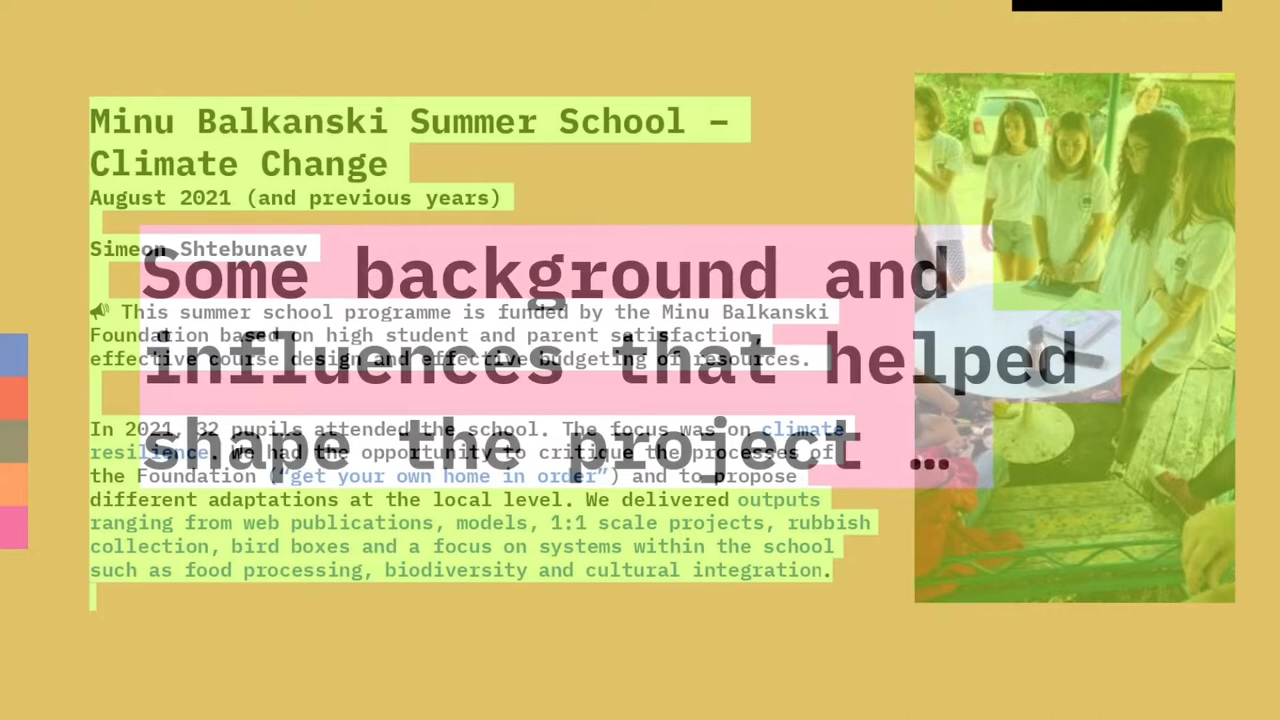 Minu Balkanski Summer School –
Climate Change
August 2021 (and previous years)
Simeon Shtebunaev
This summer school programme is funded by the Minu Balkanski
Foundation based on high student and parent satisfaction,
effective course design and effective budgeting of resources.
In 2021, 32 pupils attended the school. The focus was on climate
resilience. We had the opportunity to critique the processes of
the Foundation (“get your own home in order”) and to propose
different adaptations at the local level. We delivered outputs
ranging from web publications, models, 1:1 scale projects, rubbish
collection, bird boxes and a focus on systems within the school
such as food processing, biodiversity and cultural integration.
Some background and
influences that helped
shape the project …